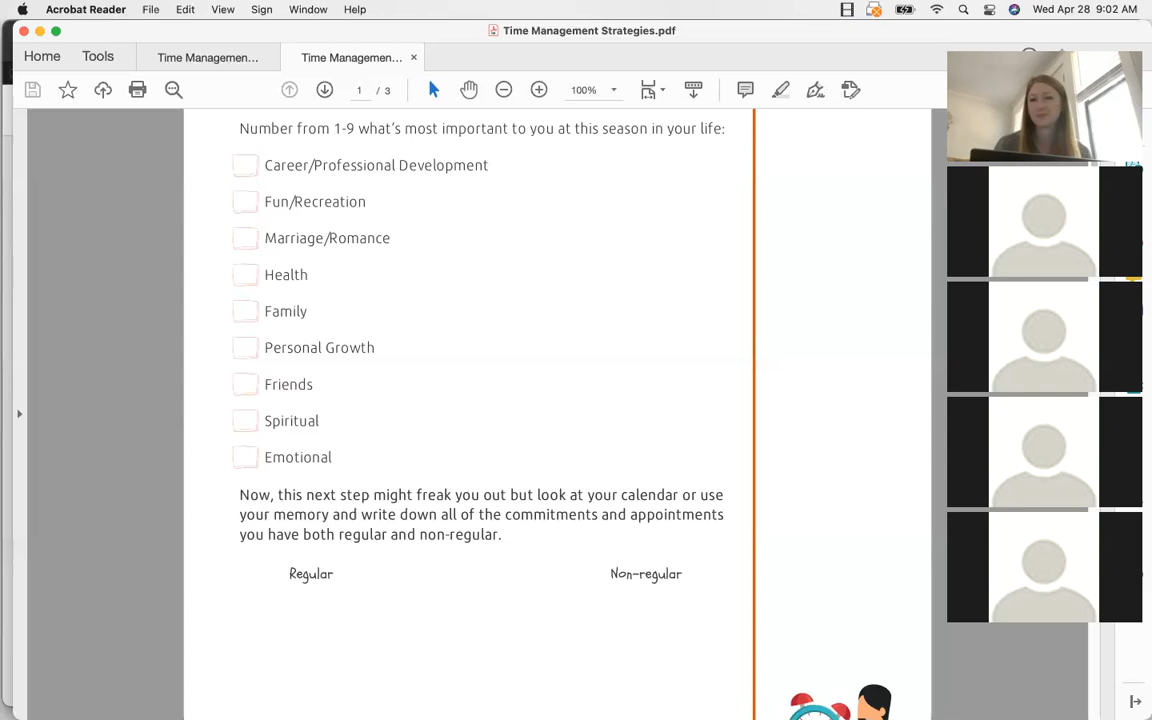 Acrobat Reader File Edit View Sign Window Help Wed Apr 28 9:02 AM
Time Management Strategies.pdf
Home Tools Time Managemen... Time Managemen... ×
1 / 3 100%
Number from 1-9 what's most important to you at this season in your life:
Career/Professional Development
Fun/Recreation
Marriage/Romance
Health
Family
Personal Growth
Friends
Spiritual
Emotional
Now, this next step might freak you out but look at your calendar or use
your memory and write down all of the commitments and appointments
you have both regular and non-regular.
Regular Non-regular